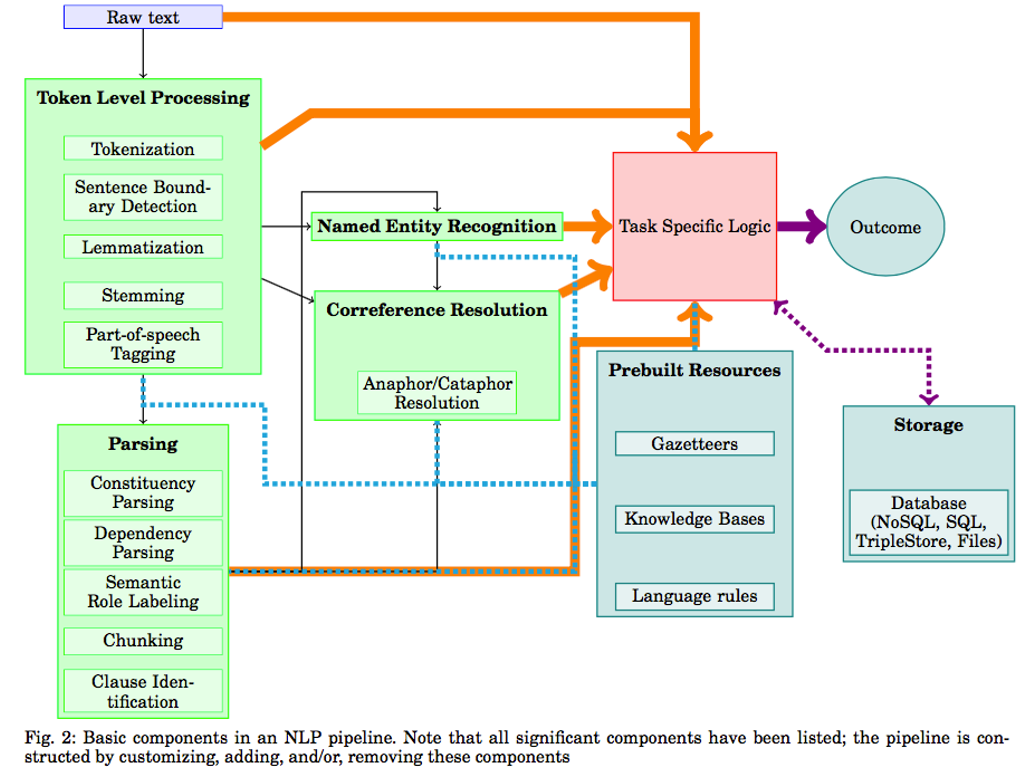 Raw text
Token Level Processing
Tokenization
Sentence Bound-
ary Detection
Lemmatization
Stemming
Part-of-speech
Tagging
Parsing
Constituency
Parsing
Dependency
Parsing
Semantic
Role Labeling
Chunking
Clause Iden-
tification
Named Entity Recognition
Correference Resolution
Anaphor/Cataphor
Resolution
Task Specific Logic
Outcome
Prebuilt Resources
Gazetteers
Knowledge Bases
Language rules
Storage
Database
(NoSQL, SQL,
TripleStore, Files)
Fig. 2: Basic components in an NLP pipeline. Note that all significant components have been listed; the pipeline is con-
structed by customizing, adding, and/or, removing these components